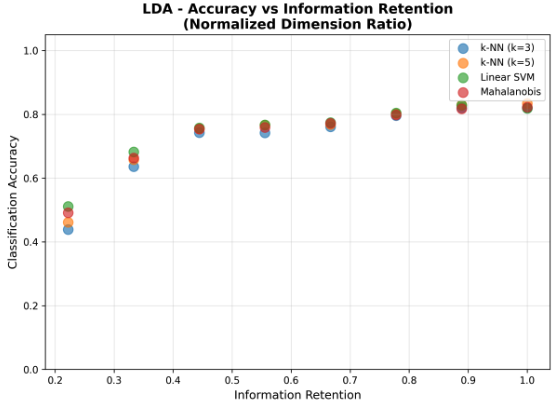 LDA - Accuracy vs Information Retention
(Normalized Dimension Ratio)
k-NN (k=3)
k-NN (k=5)
Linear SVM
Mahalanobis
Classification Accuracy
1.0
0.8
0.6
0.4
0.2
0.0
0.2 0.3 0.4 0.5 0.6 0.7 0.8 0.9 1.0
Information Retention